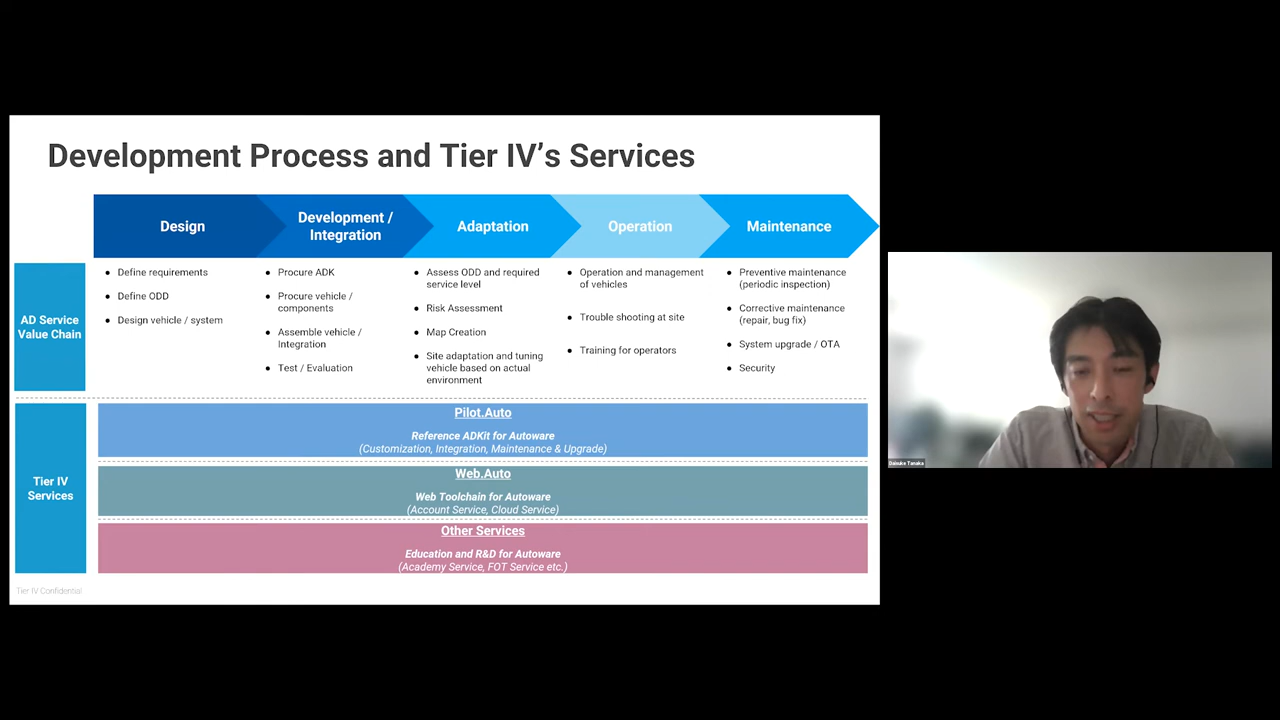 Development Process and Tier IV's Services
Design
Development /
Integration
Adaptation
Operation
Maintenance
AD Service
Value Chain
● Define requirements
● Define ODD
● Design vehicle / system
● Procure ADK
● Procure vehicle /
components
● Assemble vehicle /
Integration
● Test / Evaluation
● Assess ODD and required
service level
● Risk Assessment
● Map Creation
● Site adaptation and tuning
vehicle based on actual
environment
● Operation and management
of vehicles
● Trouble shooting at site
● Training for operators
● Preventive maintenance
(periodic inspection)
● Corrective maintenance
(repair, bug fix)
● System upgrade / OTA
● Security
Tier IV
Services
Pilot.Auto
Reference ADKit for Autoware
(Customization, Integration, Maintenance & Upgrade)
Web.Auto
Web Toolchain for Autoware
(Account Service, Cloud Service)
Other Services
Education and R&D for Autoware
(Academy Service, FOT Service etc.)
Tier IV Confidential
Daisuke Tanaka